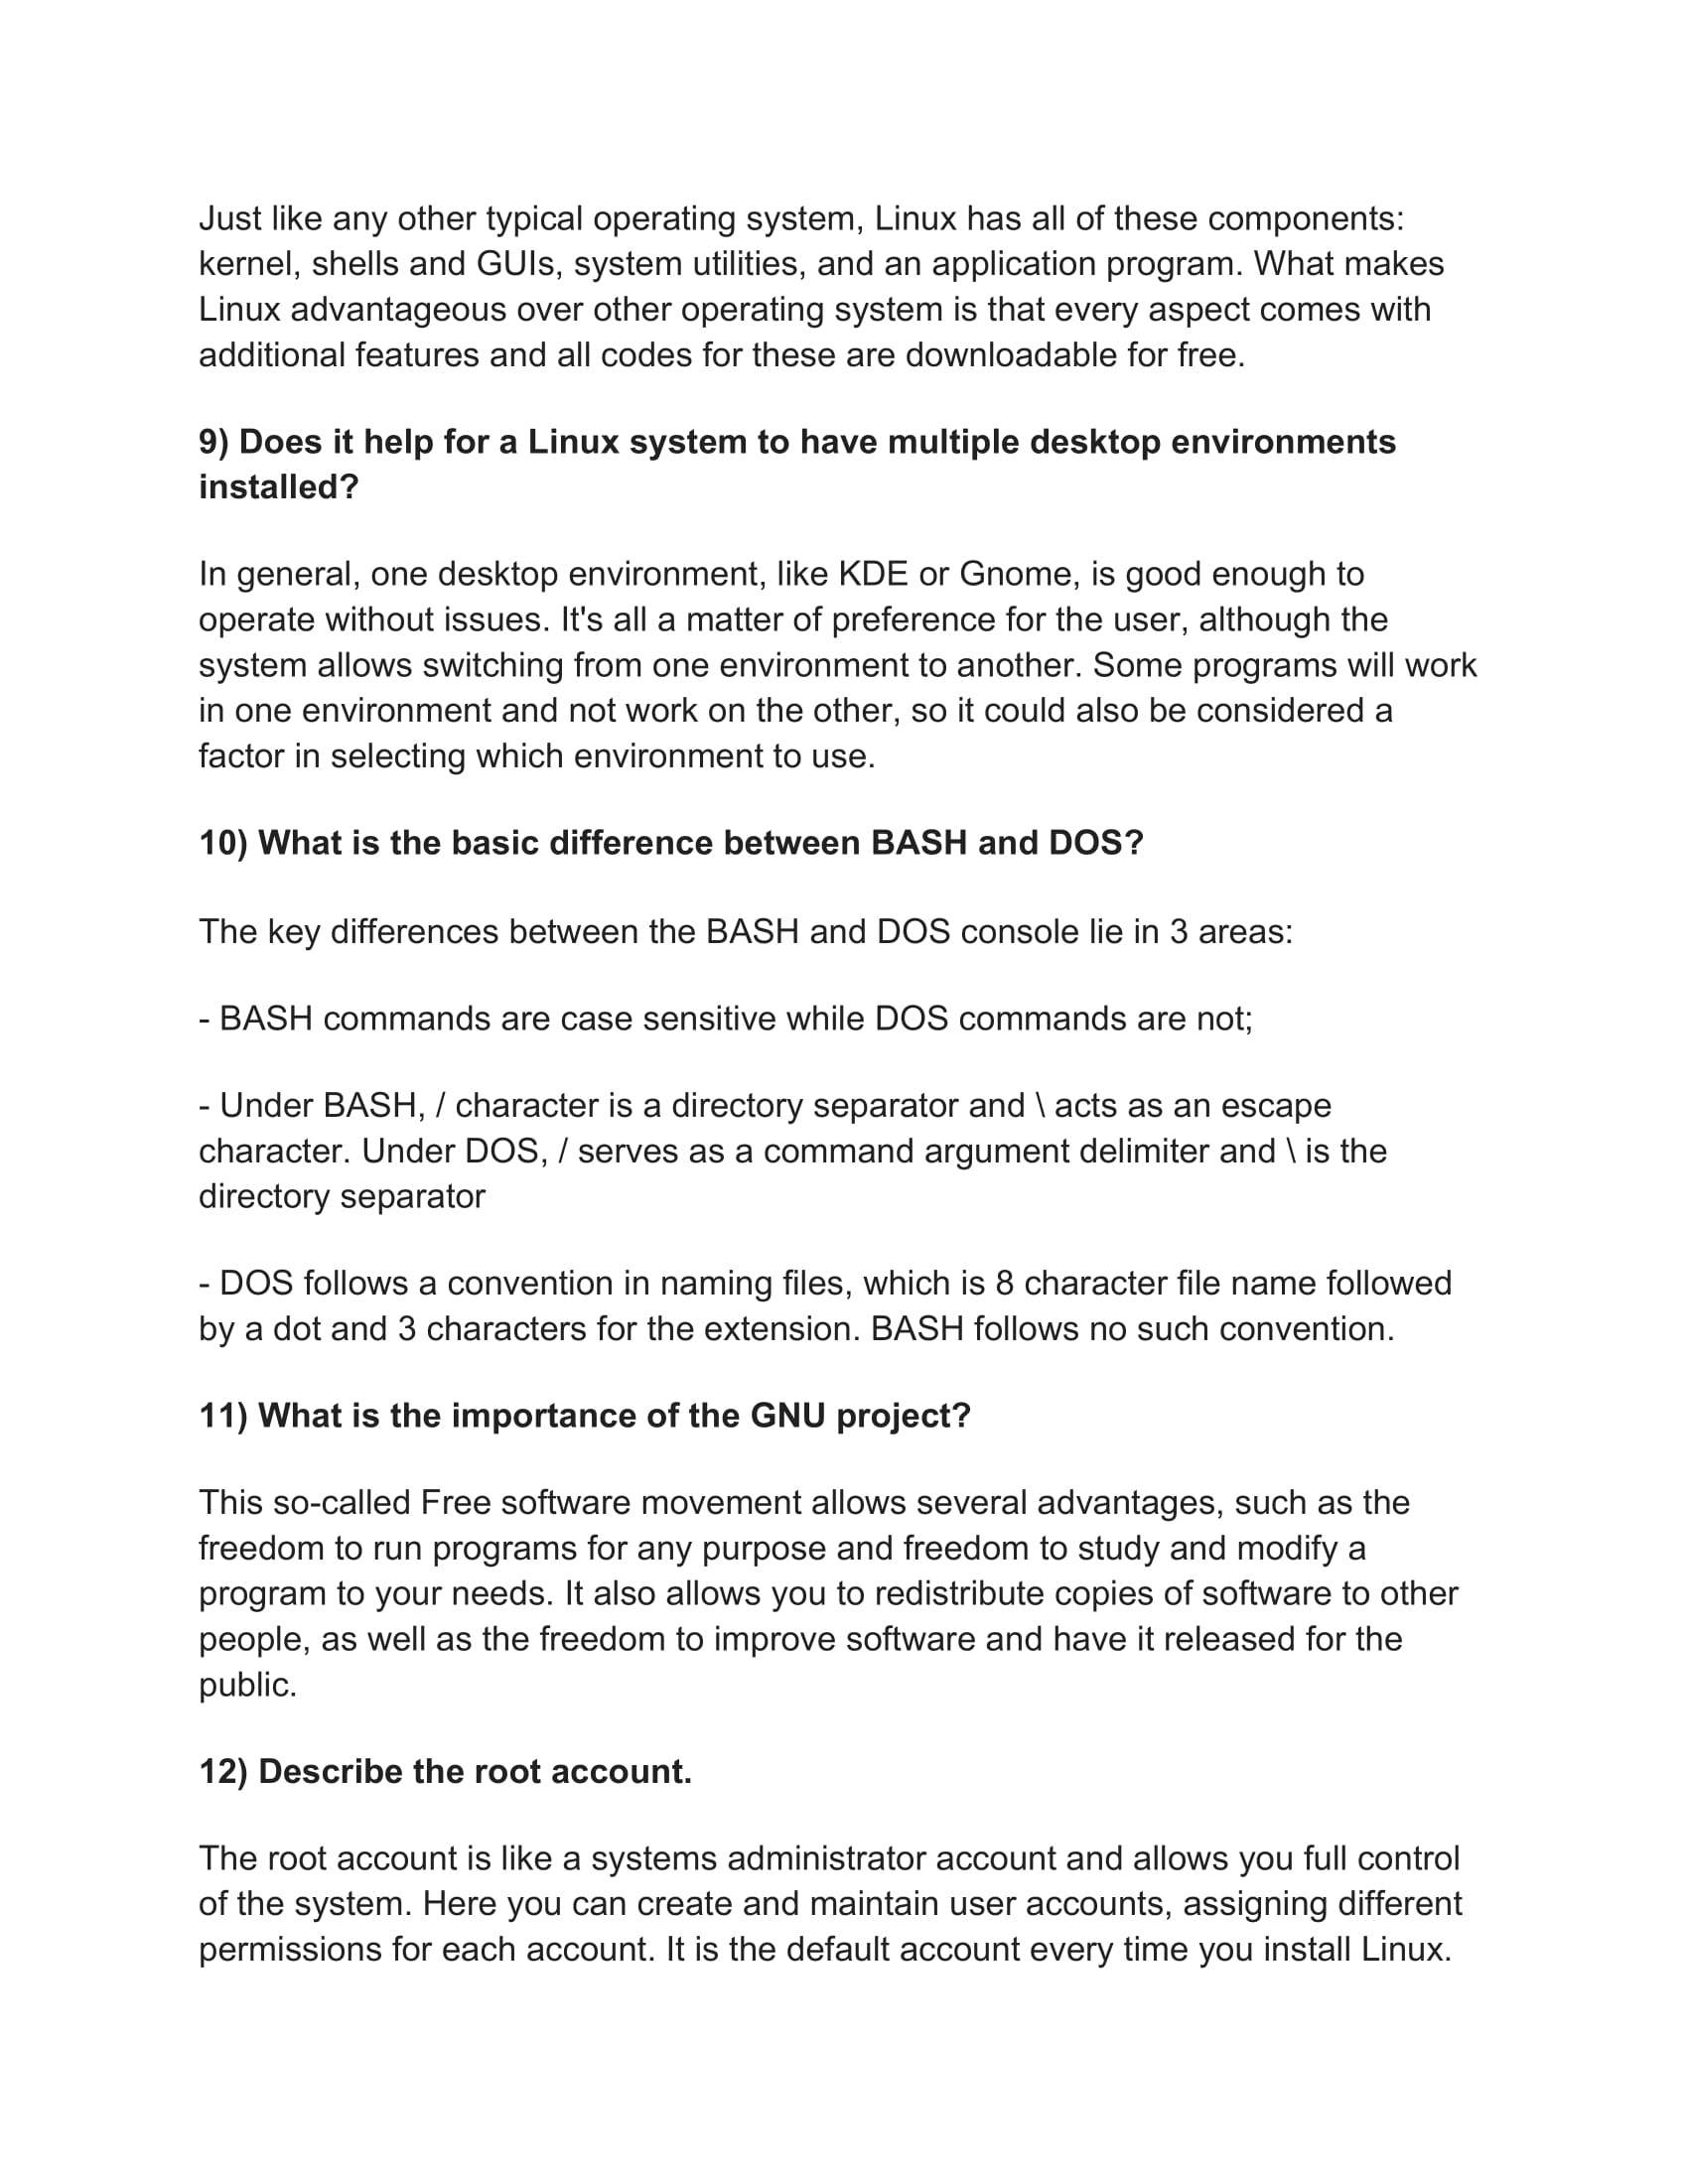 Just like any other typical operating system, Linux has all of these components:
kernel, shells and GUIs, system utilities, and an application program. What makes
Linux advantageous over other operating system is that every aspect comes with
additional features and all codes for these are downloadable for free.
9) Does it help for a Linux system to have multiple desktop environments
installed?
In general, one desktop environment, like KDE or Gnome, is good enough to
operate without issues. It's all a matter of preference for the user, although the
system allows switching from one environment to another. Some programs will work
in one environment and not work on the other, so it could also be considered a
factor in selecting which environment to use.
10) What is the basic difference between BASH and DOS?
The key differences between the BASH and DOS console lie in 3 areas:
- BASH commands are case sensitive while DOS commands are not;
- Under BASH, / character is a directory separator and \ acts as an escape
character. Under DOS, / serves as a command argument delimiter and \ is the
directory separator
- DOS follows a convention in naming files, which is 8 character file name followed
by a dot and 3 characters for the extension. BASH follows no such convention.
11) What is the importance of the GNU project?
This so-called Free software movement allows several advantages, such as the
freedom to run programs for any purpose and freedom to study and modify a
program to your needs. It also allows you to redistribute copies of software to other
people, as well as the freedom to improve software and have it released for the
public.
12) Describe the root account.
The root account is like a systems administrator account and allows you full control
of the system. Here you can create and maintain user accounts, assigning different
permissions for each account. It is the default account every time you install Linux.